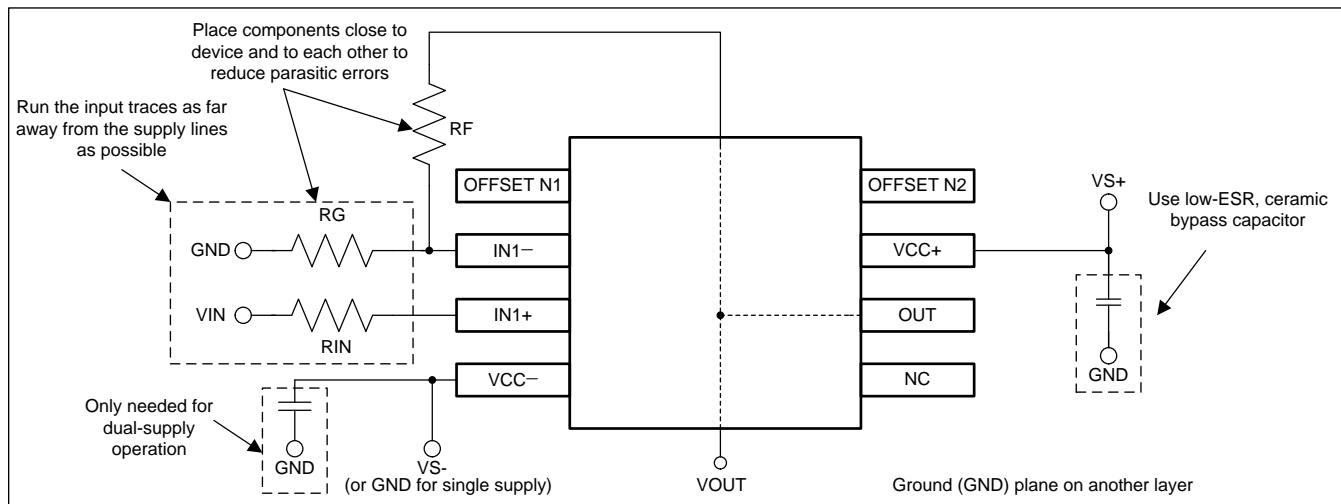 Place components close to
device and to each other to
reduce parasitic errors
Run the input traces as far
away from the supply lines
as possible
RF
OFFSET N1
OFFSET N2
VS+
Use low-ESR, ceramic
bypass capacitor
RG
GND
IN1−
VCC+
VIN
IN1+
OUT
RIN
GND
VCC−
NC
Only needed for
dual-supply
operation
GND
VS-
(or GND for single supply)
VOUT
Ground (GND) plane on another layer